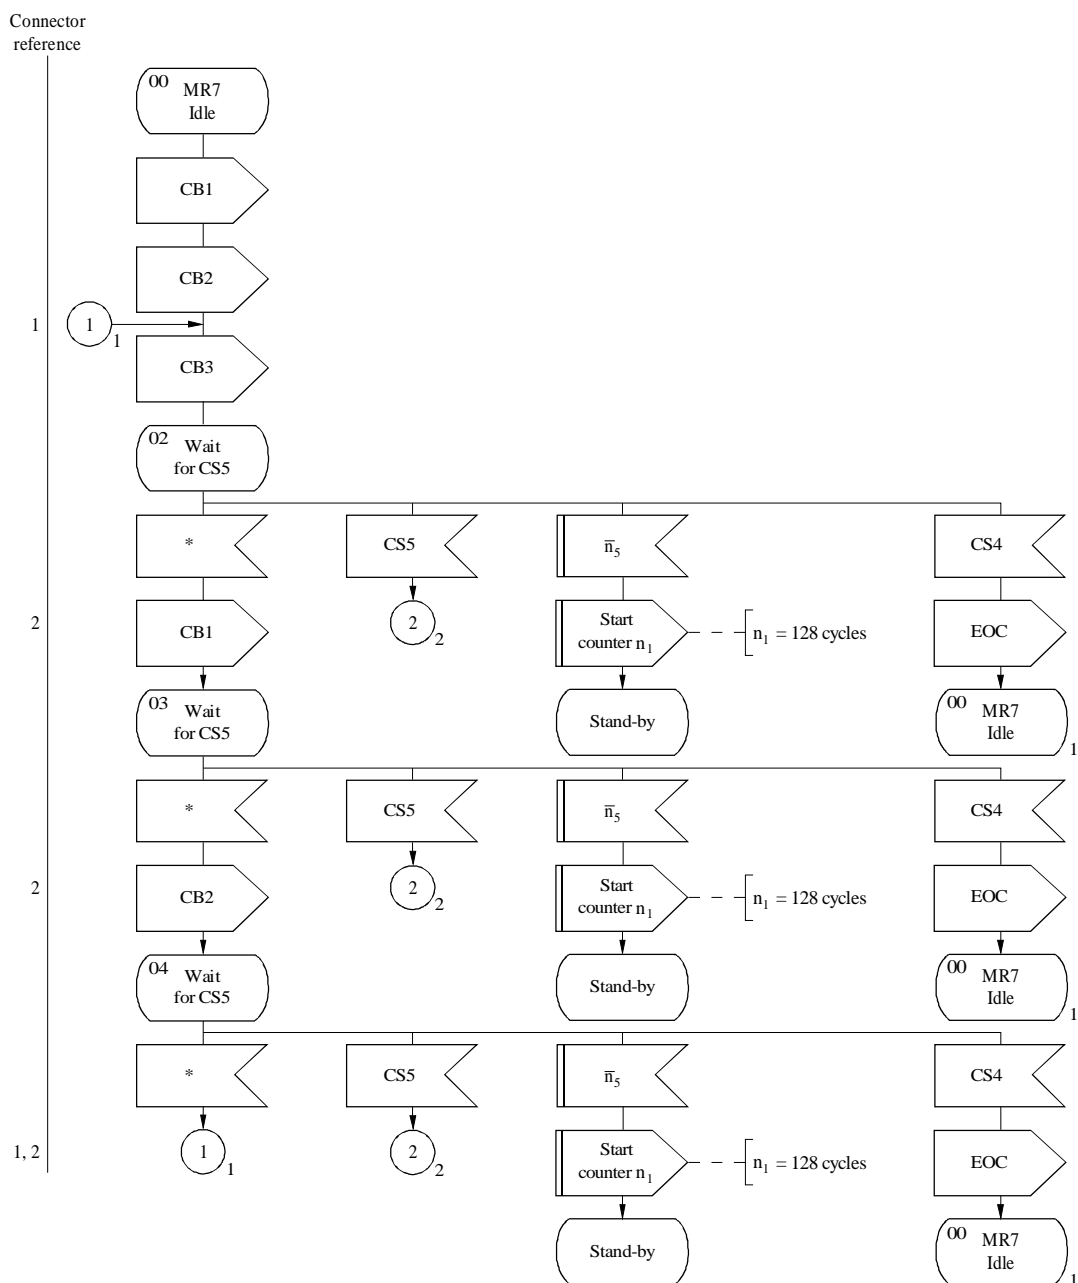 Connector
reference
00 MR7
Idle
CB1
CB2
1 1 1
CB3
02 Wait
for CS5
* CS5 n̅₅ CS4
2 CB1 2 2 Start
counter n₁ n₁ = 128 cycles EOC
03 Wait
for CS5
Stand-by
00 MR7
Idle 1
* CS5 n̅₅ CS4
2 CB2 2 2 Start
counter n₁ n₁ = 128 cycles EOC
04 Wait
for CS5
Stand-by
00 MR7
Idle 1
* CS5 n̅₅ CS4
1, 2 1 1 2 2 Start
counter n₁ n₁ = 128 cycles EOC
Stand-by
00 MR7
Idle 1